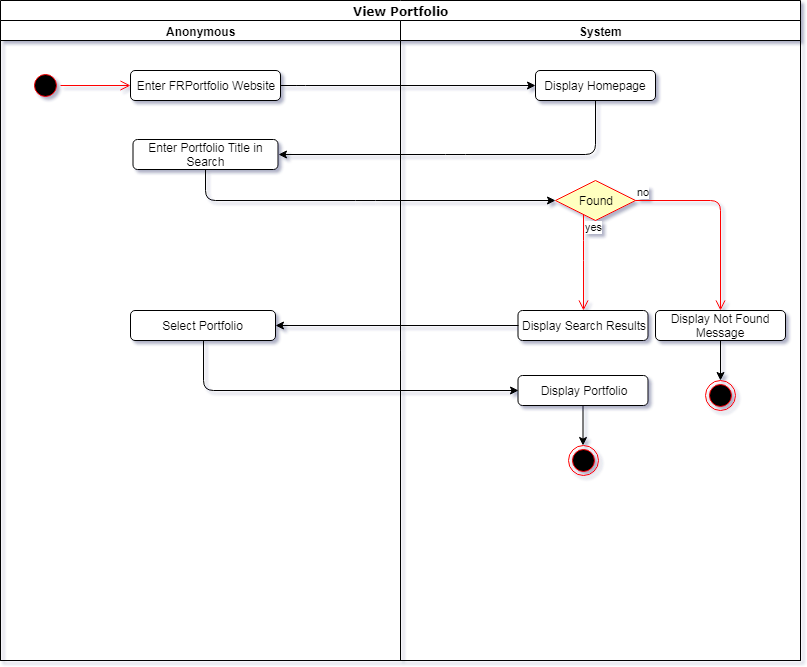 View Portfolio
Anonymous
System
Enter FRPortfolio Website
Display Homepage
Enter Portfolio Title in
Search
Found
no
yes
Select Portfolio
Display Search Results
Display Not Found
Message
Display Portfolio